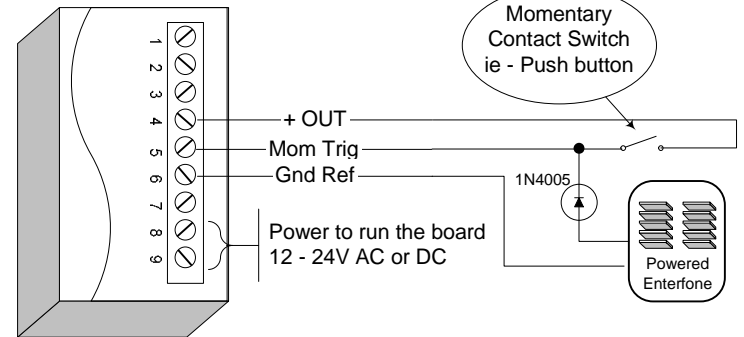 Momentary
Contact Switch
ie - Push button
1
2
3
4
5
6
7
8
9
+ OUT
Mom Trig
Gnd Ref
1N4005
Power to run the board
12 - 24V AC or DC
Powered
Enterfone